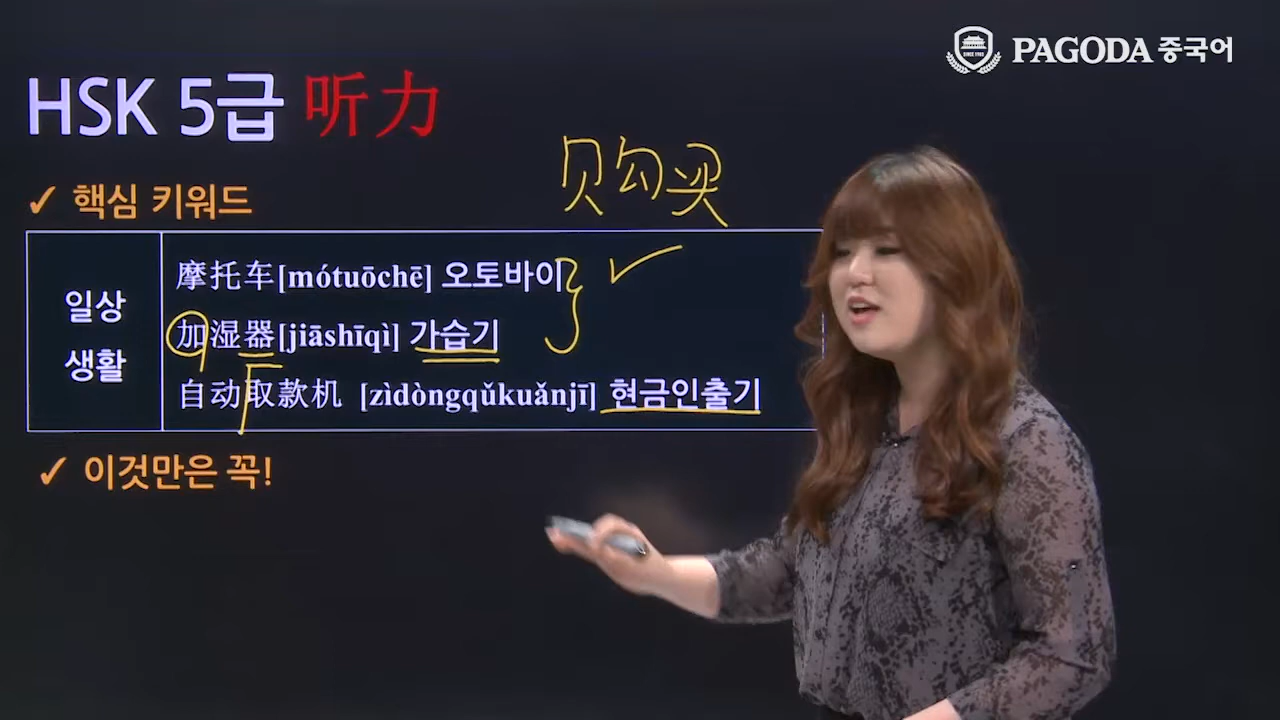 PAGODA 중국어
HSK 5급 听力
购买
✓ 핵심 키워드
일상
생활
摩托车[mótuōchē] 오토바이
加湿器[jiāshīqì] 가습기
自动取款机 [zìdòngqǔkuǎnjī] 현금인출기
✓ 이것만은 꼭!